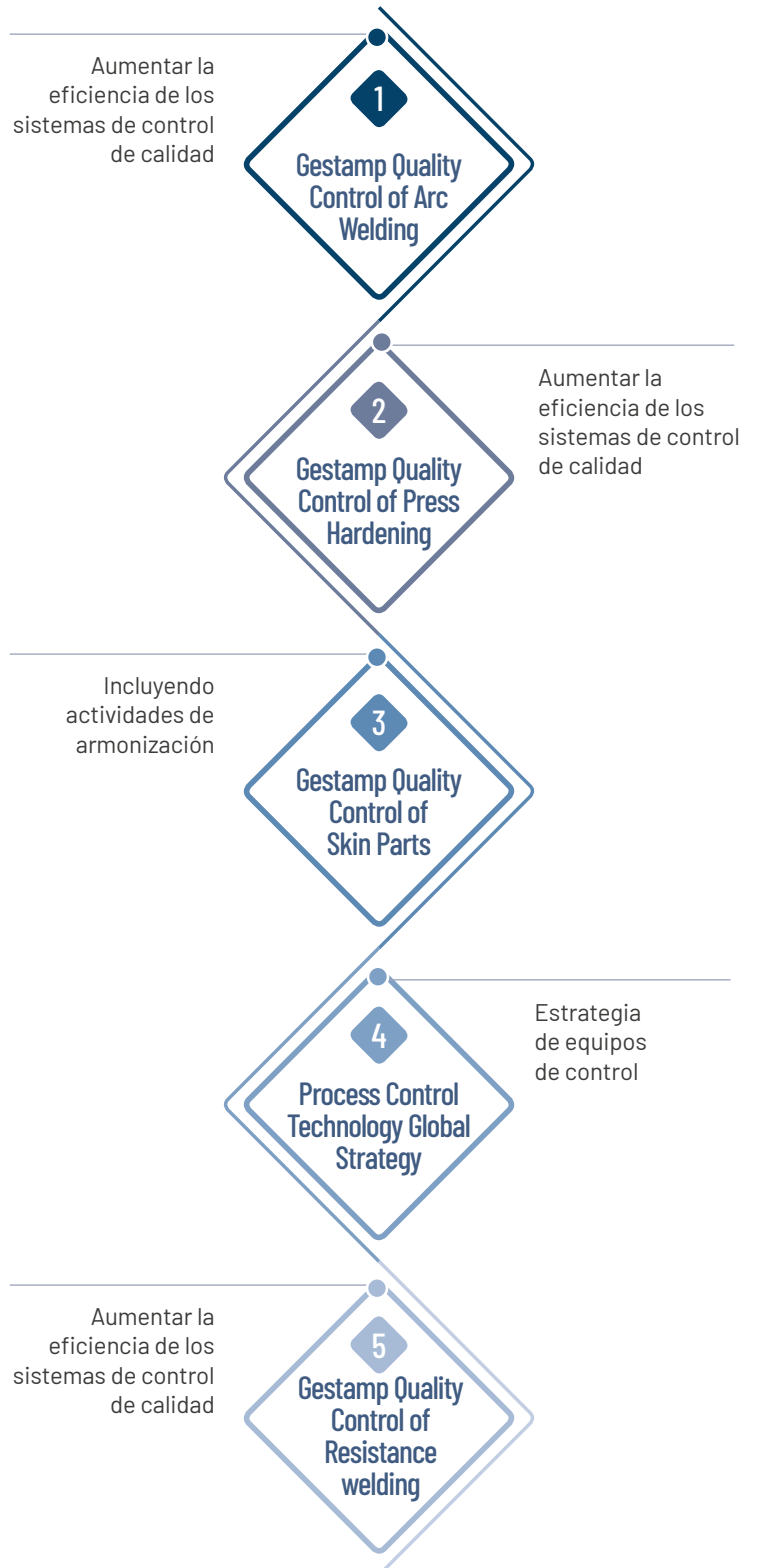 Aumentar la
eficiencia de los
sistemas de control
de calidad
1
Gestamp Quality
Control of Arc
Welding
2
Gestamp Quality
Control of Press
Hardening
Aumentar la
eficiencia de los
sistemas de control
de calidad
Incluyendo
actividades de
armonización
3
Gestamp Quality
Control of
Skin Parts
4
Process Control
Technology Global
Strategy
Estrategia
de equipos
de control
Aumentar la
eficiencia de los
sistemas de control
de calidad
5
Gestamp Quality
Control of
Resistance
welding